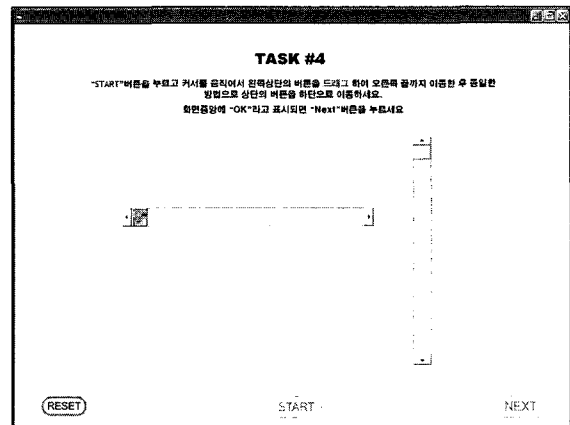 TASK #4
"START"버튼을 누르고 커서를 움직여서 왼쪽상단의 버튼을 드래그 하여 오른쪽 끝까지 이동한 후 동일한
방법으로 상단의 버튼을 하단으로 이동하세요.
화면중앙에 "OK"라고 표시되면 "Next"버튼을 누르세요
RESET
START
NEXT